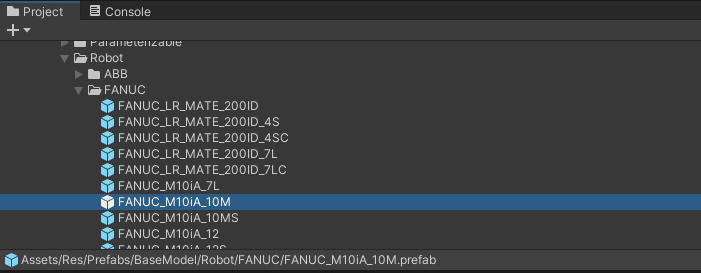 Project Console
Parameterizable
Robot
ABB
FANUC
FANUC_LR_MATE_200ID
FANUC_LR_MATE_200ID_4S
FANUC_LR_MATE_200ID_4SC
FANUC_LR_MATE_200ID_7L
FANUC_LR_MATE_200ID_7LC
FANUC_M10iA_7L
FANUC_M10iA_10M
FANUC_M10iA_10MS
FANUC_M10iA_12
FANUC_M10iA_12S
Assets/Res/Prefabs/BaseModel/Robot/FANUC/FANUC_M10iA_10M.prefab